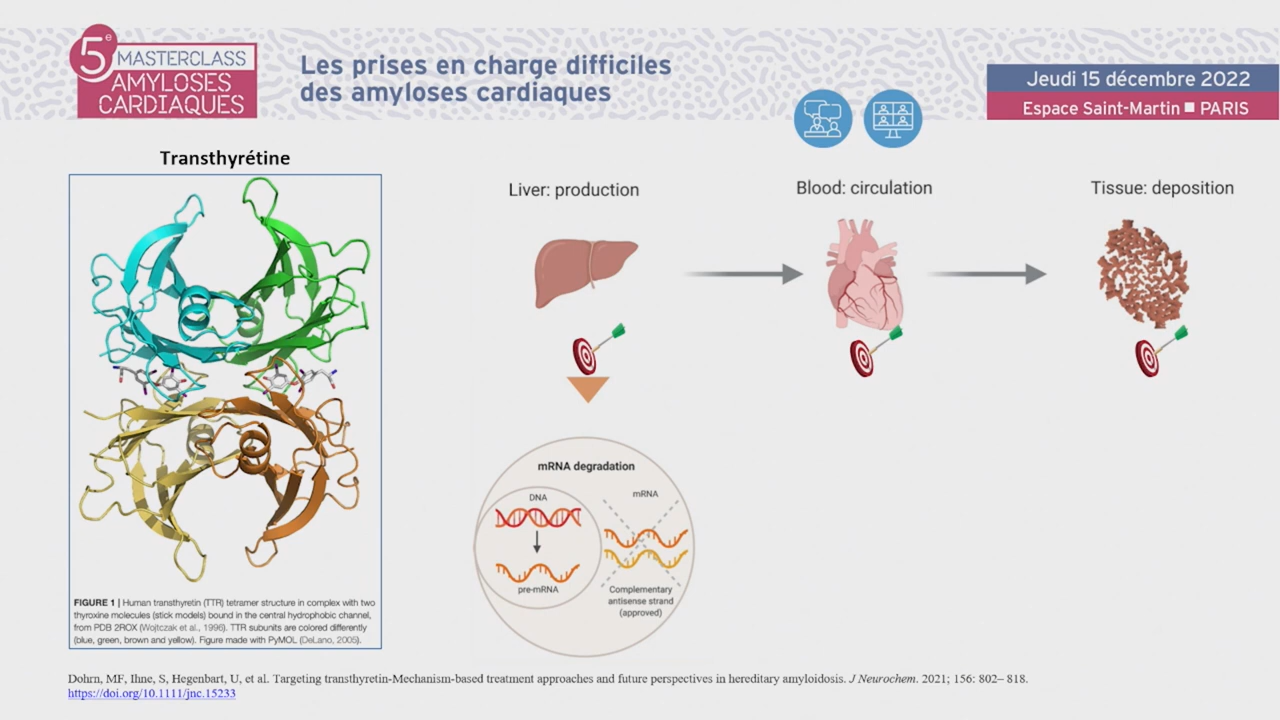 5e
MASTERCLASS
AMYLOSES
CARDIAQUES
Les prises en charge difficiles
des amyloses cardiaques
Jeudi 15 décembre 2022
Espace Saint-Martin ■ PARIS
Transthyrétine
Liver: production
Blood: circulation
Tissue: deposition
mRNA degradation
DNA
mRNA
pre-mRNA
Complementary
antisense strand
(approved)
FIGURE 1 | Human transthyretin (TTR) tetramer structure in complex with two
thyroxine molecules (stick models) bound in the central hydrophobic channel,
from PDB 2ROX (Wojtczak et al., 1996). TTR subunits are colored differently
(blue, green, brown and yellow). Figure made with PyMOL (DeLano, 2005).
Dohrn, MF, Ihne, S, Hegenbart, U, et al. Targeting transthyretin-Mechanism-based treatment approaches and future perspectives in hereditary amyloidosis. J Neurochem. 2021; 156: 802– 818.
https://doi.org/10.1111/jnc.15233